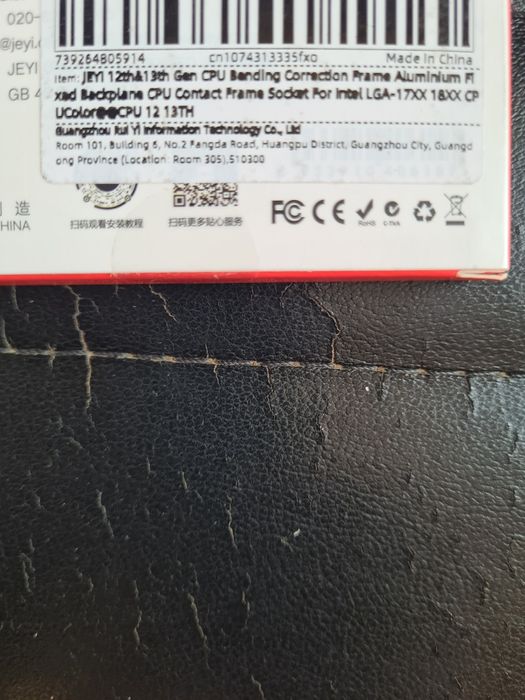 020-
@jeyi.c
JEYI
GB 4
739264805914 cn1074313335fxo Made in China
Item: JEYI 12th&13th Gen CPU Bending Correction Frame Aluminium Fi
xed Backplane CPU Contact Frame Socket For Intel LGA-17XX 18XX CP
UColor@@CPU 12 13TH
Guangzhou Rui Yi Information Technology Co., Ltd
Room 101, Building 6, No.2 Fangda Road, Huangpu District, Guangzhou City, Guangd
ong Province (Location: Room 305),510300
造
HINA
扫码观看安装教程 扫码更多贴心服务
FC CE RoHS C-Tick